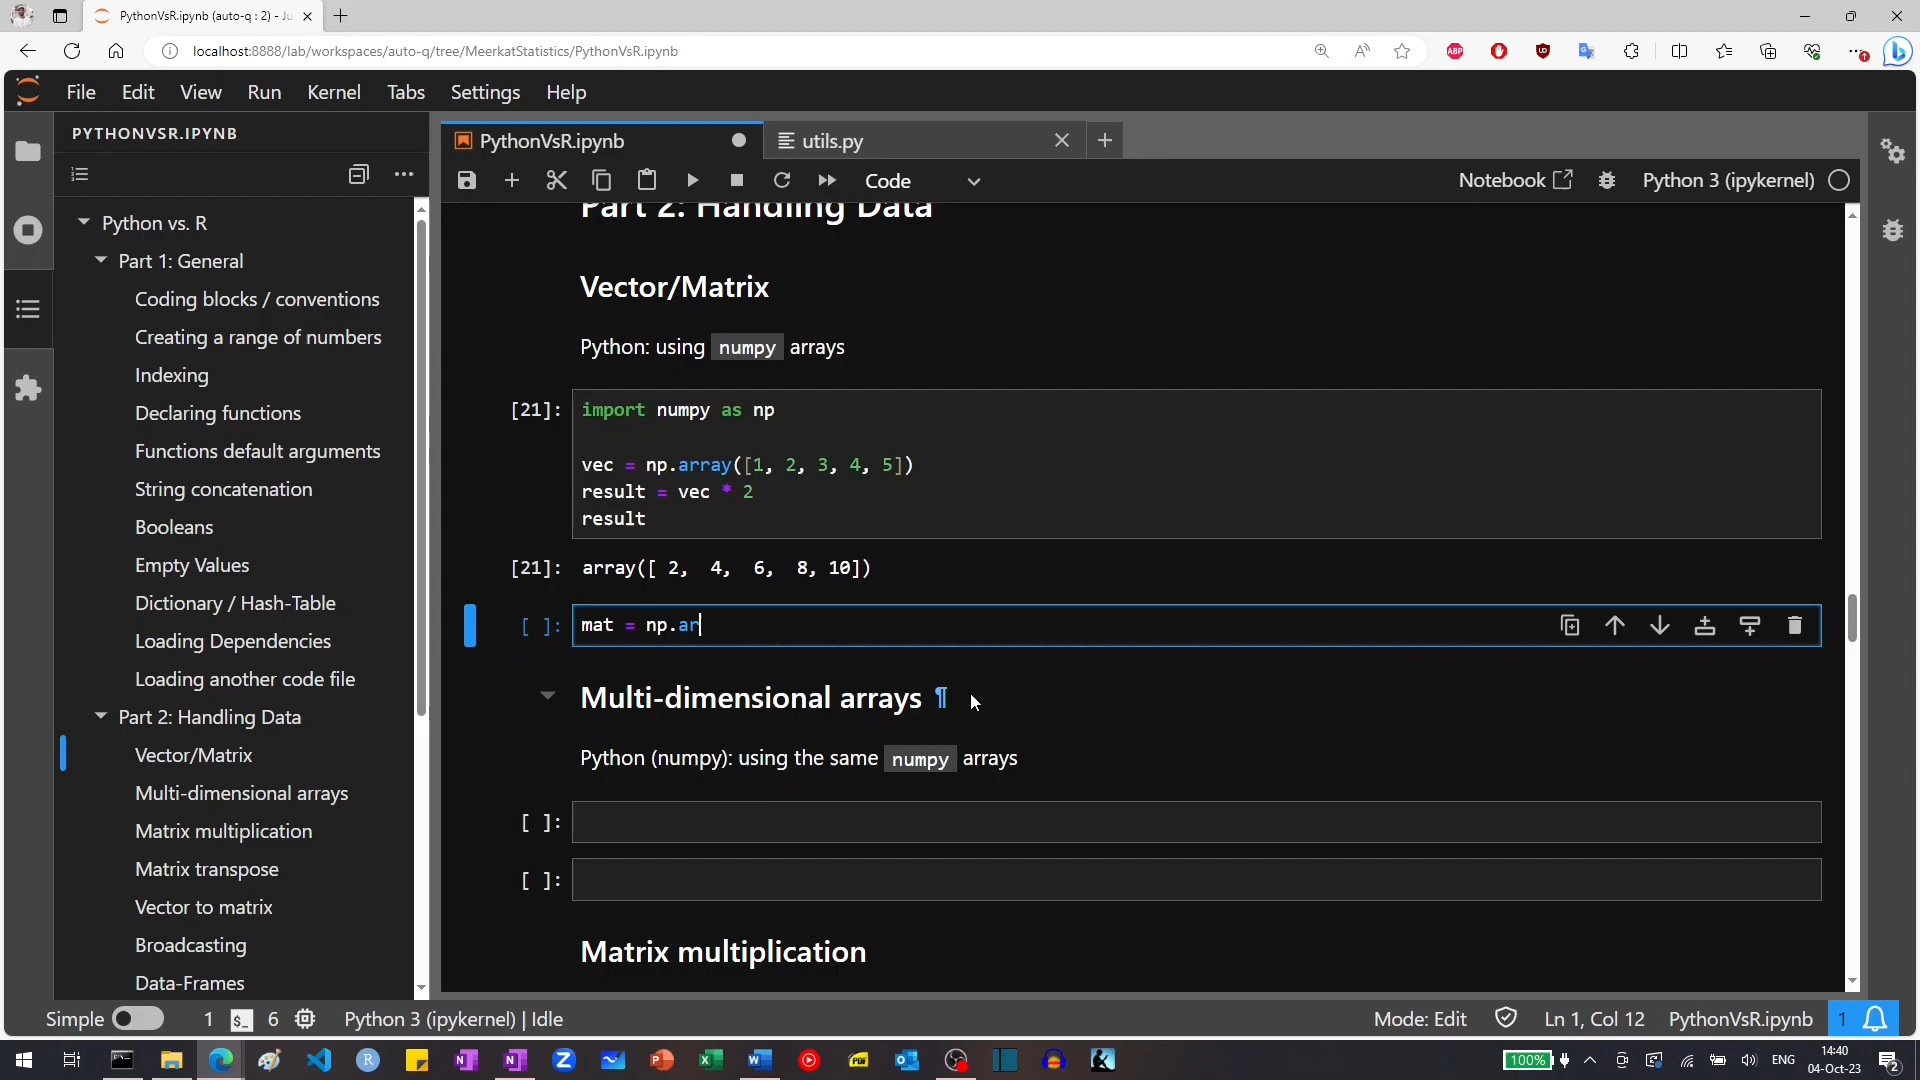 PythonVsR.ipynb (auto-q : 2) - Ju
localhost:8888/lab/workspaces/auto-q/tree/MeerkatStatistics/PythonVsR.ipynb
File Edit View Run Kernel Tabs Settings Help
PYTHONVSR.IPYNB
Python vs. R
Part 1: General
Coding blocks / conventions
Creating a range of numbers
Indexing
Declaring functions
Functions default arguments
String concatenation
Booleans
Empty Values
Dictionary / Hash-Table
Loading Dependencies
Loading another code file
Part 2: Handling Data
Vector/Matrix
Multi-dimensional arrays
Matrix multiplication
Matrix transpose
Vector to matrix
Broadcasting
Data-Frames
PythonVsR.ipynb
utils.py
Code
Notebook
Python 3 (ipykernel)
Part 2: Handling Data
Vector/Matrix
Python: using numpy arrays
[21]: import numpy as np
vec = np.array([1, 2, 3, 4, 5])
result = vec * 2
result
[21]: array([ 2, 4, 6, 8, 10])
[ ]: mat = np.ar
Multi-dimensional arrays ¶
Python (numpy): using the same numpy arrays
[ ]:
[ ]:
Matrix multiplication
Simple
1
$_
6
Python 3 (ipykernel) | Idle
Mode: Edit
Ln 1, Col 12
PythonVsR.ipynb
1
100%
ENG
14:40
04-Oct-23
2